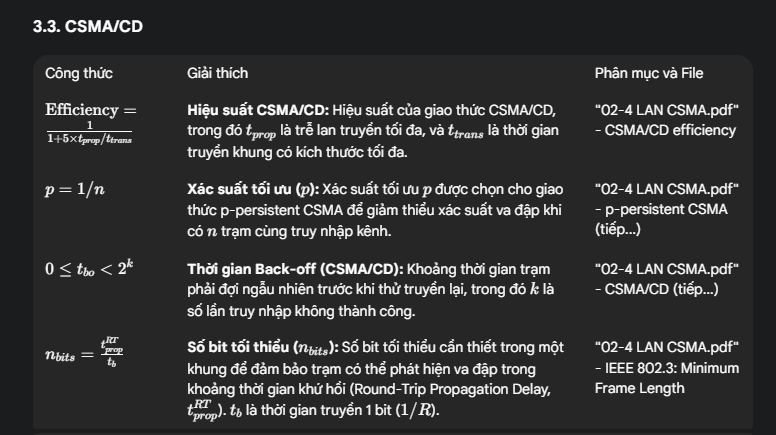 3.3. CSMA/CD
Công thức Giải thích Phân mục và File
Efficiency = 1/(1+5×t_prop/t_trans)
Hiệu suất CSMA/CD: Hiệu suất của giao thức CSMA/CD,
trong đó t_prop là trễ lan truyền tối đa, và t_trans là thời gian
truyền khung có kích thước tối đa.
"02-4 LAN CSMA.pdf"
- CSMA/CD efficiency
p = 1/n
Xác suất tối ưu (p): Xác suất tối ưu p được chọn cho giao
thức p-persistent CSMA để giảm thiểu xác suất va đập khi
có n trạm cùng truy nhập kênh.
"02-4 LAN CSMA.pdf"
- p-persistent CSMA
(tiếp...)
0 ≤ t_bo < 2^k
Thời gian Back-off (CSMA/CD): Khoảng thời gian trạm
phải đợi ngẫu nhiên trước khi thử truyền lại, trong đó k là
số lần truy nhập không thành công.
"02-4 LAN CSMA.pdf"
- CSMA/CD (tiếp...)
n_bits = t_prop^RT/t_b
Số bit tối thiểu (n_bits): Số bit tối thiểu cần thiết trong một
khung để đảm bảo trạm có thể phát hiện va đập trong
khoảng thời gian khứ hồi (Round-Trip Propagation Delay,
t_prop^RT). t_b là thời gian truyền 1 bit (1/R).
"02-4 LAN CSMA.pdf"
- IEEE 802.3: Minimum
Frame Length